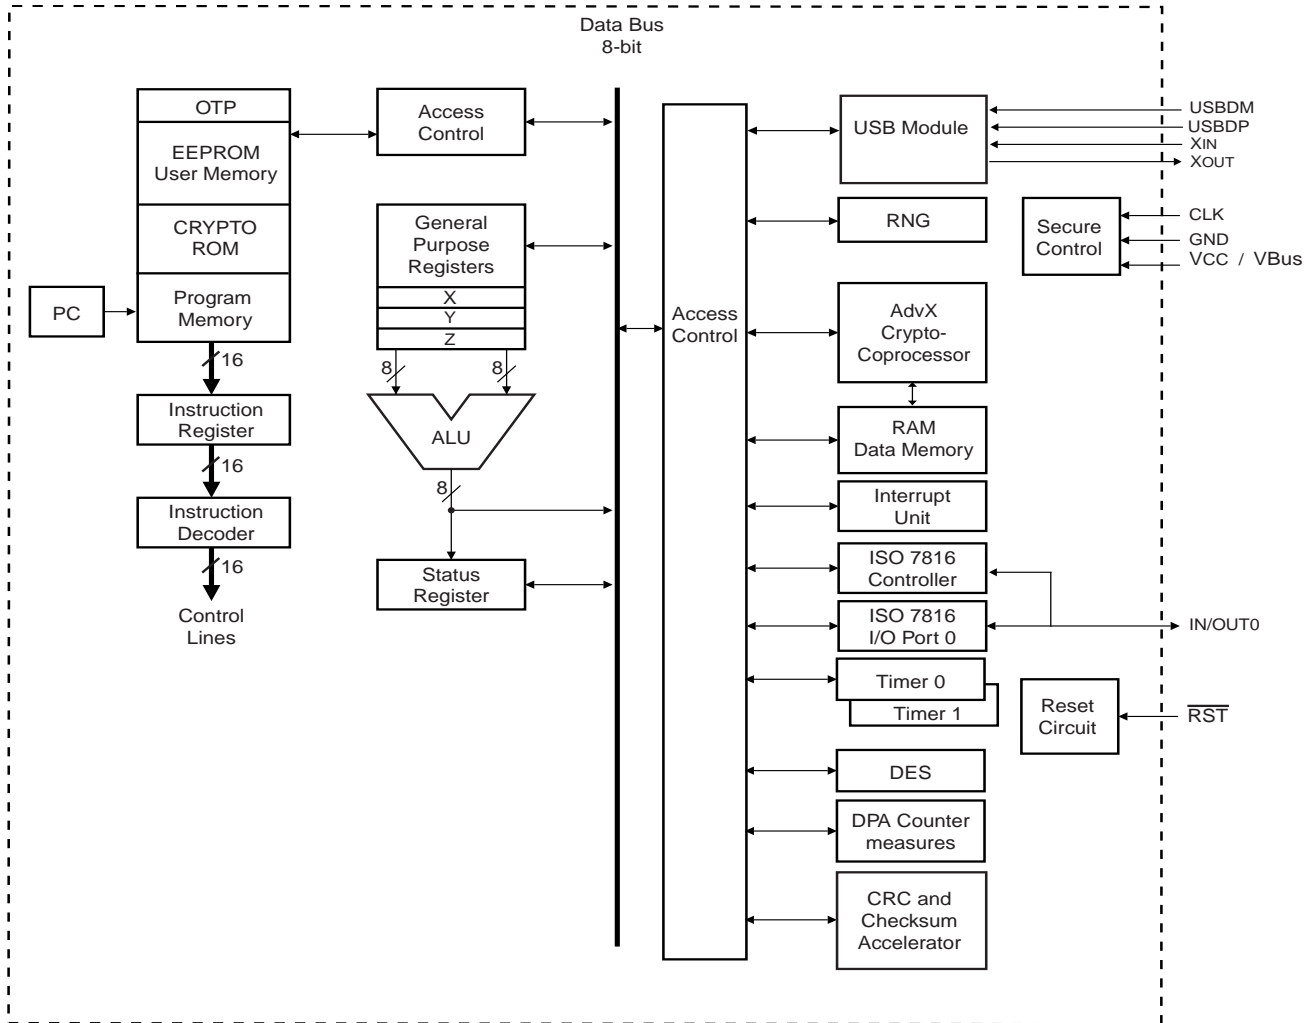 Data Bus
8-bit
OTP
EEPROM
User Memory
CRYPTO
ROM
Program
Memory
PC
16
Instruction
Register
16
Instruction
Decoder
16
Control
Lines
Access
Control
General
Purpose
Registers
X
Y
Z
8
8
ALU
8
Status
Register
Access
Control
USB Module
RNG
AdvX
Crypto-
Coprocessor
RAM
Data Memory
Interrupt
Unit
ISO 7816
Controller
ISO 7816
I/O Port 0
Timer 0
Timer 1
DES
DPA Counter
measures
CRC and
Checksum
Accelerator
USBDM
USBDP
XIN
XOUT
Secure
Control
CLK
GND
VCC / VBus
IN/OUT0
Reset
Circuit
RST